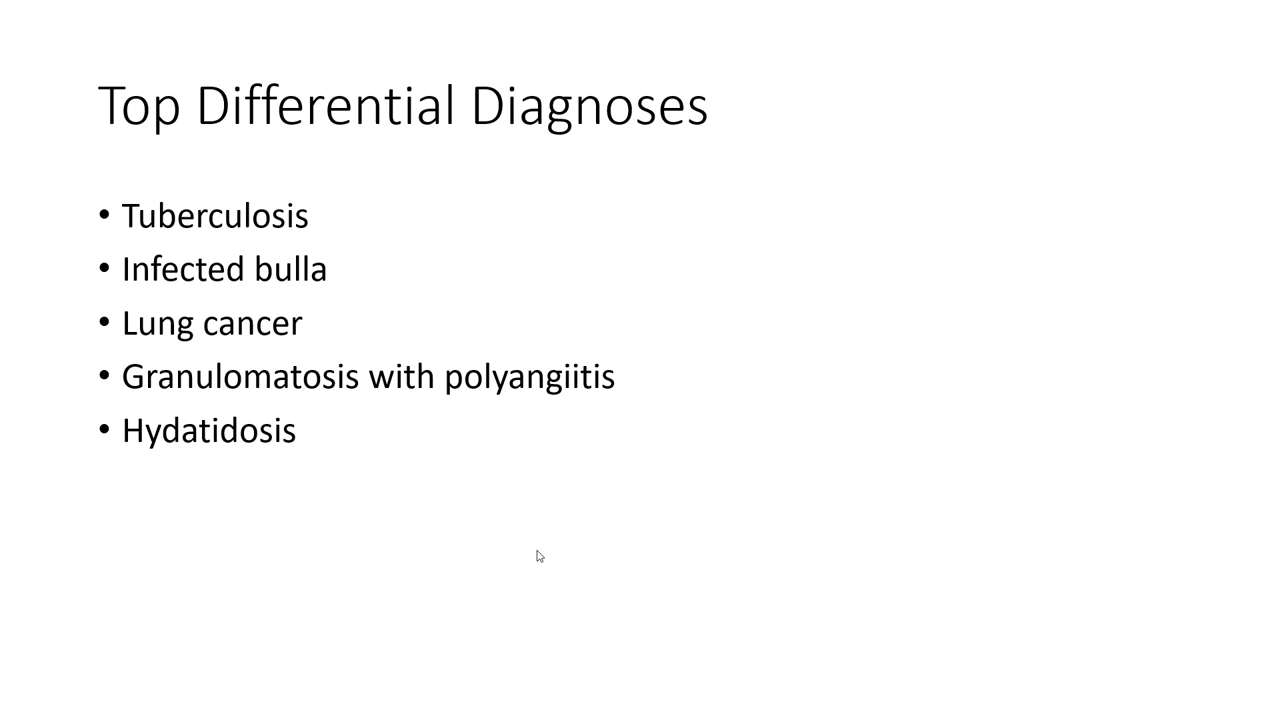 Top Differential Diagnoses
• Tuberculosis
• Infected bulla
• Lung cancer
• Granulomatosis with polyangiitis
• Hydatidosis